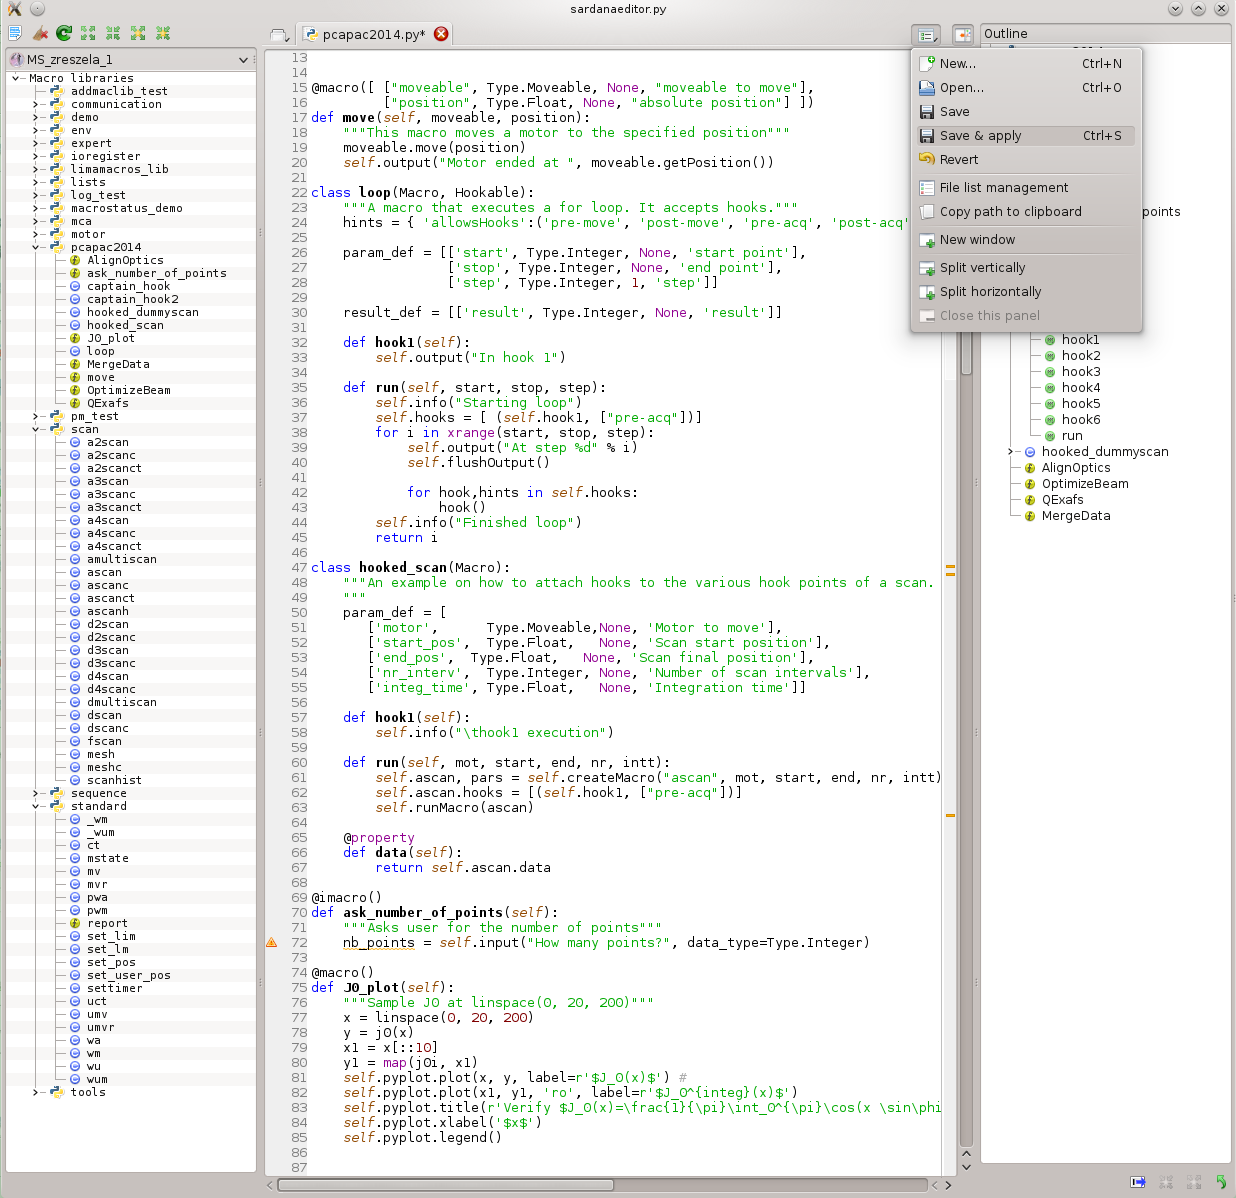 sardanaeditor.py
MS_zreszela_1
Macro libraries
addmaclib_test
communication
demo
env
expert
ioregister
limamacros_lib
lists
log_test
macrostatus_demo
mca
motor
pcapac2014
AlignOptics
ask_number_of_points
captain_hook
captain_hook2
hooked_dummyscan
hooked_scan
J0_plot
loop
MergeData
move
OptimizeBeam
QExafs
pm_test
scan
a2scan
a2scanc
a2scanct
a3scan
a3scanc
a3scanct
a4scan
a4scanc
a4scanct
amultiscan
ascan
ascanc
ascanct
ascanh
d2scan
d2scanc
d3scan
d3scanc
d4scan
d4scanc
dmultiscan
dscan
dscanc
fscan
mesh
meshc
scanhist
sequence
standard
_wm
_wum
ct
mstate
mv
mvr
pwa
pwm
report
set_lim
set_lm
set_pos
set_user_pos
settimer
uct
umv
umvr
wa
wm
wu
wum
tools
pcapac2014.py*
13
14
15 @macro([ ["moveable", Type.Moveable, None, "moveable to move"],
16 ["position", Type.Float, None, "absolute position"] ])
17 def move(self, moveable, position):
18 """This macro moves a motor to the specified position"""
19 moveable.move(position)
20 self.output("Motor ended at ", moveable.getPosition())
21
22 class loop(Macro, Hookable):
23 """A macro that executes a for loop. It accepts hooks."""
24 hints = { 'allowsHooks':('pre-move', 'post-move', 'pre-acq', 'post-acq'
25
26 param_def = [['start', Type.Integer, None, 'start point'],
27 ['stop', Type.Integer, None, 'end point'],
28 ['step', Type.Integer, 1, 'step']]
29
30 result_def = [['result', Type.Integer, None, 'result']]
31
32 def hook1(self):
33 self.output("In hook 1")
34
35 def run(self, start, stop, step):
36 self.info("Starting loop")
37 self.hooks = [ (self.hook1, ["pre-acq"])]
38 for i in xrange(start, stop, step):
39 self.output("At step %d" % i)
40 self.flushOutput()
41
42 for hook,hints in self.hooks:
43 hook()
44 self.info("Finished loop")
45 return i
46
47 class hooked_scan(Macro):
48 """An example on how to attach hooks to the various hook points of a scan.
49 """
50 param_def = [
51 ['motor', Type.Moveable,None, 'Motor to move'],
52 ['start_pos', Type.Float, None, 'Scan start position'],
53 ['end_pos', Type.Float, None, 'Scan final position'],
54 ['nr_interv', Type.Integer, None, 'Number of scan intervals'],
55 ['integ_time', Type.Float, None, 'Integration time']]
56
57 def hook1(self):
58 self.info("\thook1 execution")
59
60 def run(self, mot, start, end, nr, intt):
61 self.ascan, pars = self.createMacro("ascan", mot, start, end, nr, intt)
62 self.ascan.hooks = [(self.hook1, ["pre-acq"])]
63 self.runMacro(ascan)
64
65 @property
66 def data(self):
67 return self.ascan.data
68
69 @imacro()
70 def ask_number_of_points(self):
71 """Asks user for the number of points"""
72 nb_points = self.input("How many points?", data_type=Type.Integer)
73
74 @macro()
75 def J0_plot(self):
76 """Sample J0 at linspace(0, 20, 200)"""
77 x = linspace(0, 20, 200)
78 y = j0(x)
79 x1 = x[::10]
80 y1 = map(j0i, x1)
81 self.pyplot.plot(x, y, label=r'$J_0(x)$') #
82 self.pyplot.plot(x1, y1, 'ro', label=r'$J_0^{integ}(x)$')
83 self.pyplot.title(r'Verify $J_0(x)=\frac{1}{\pi}\int_0^{\pi}\cos(x \sin\phi
84 self.pyplot.xlabel('$x$')
85 self.pyplot.legend()
86
87
New... Ctrl+N
Open... Ctrl+O
Save
Save & apply Ctrl+S
Revert
File list management
Copy path to clipboard
New window
Split vertically
Split horizontally
Close this panel
Outline
points
hook1
hook2
hook3
hook4
hook5
hook6
run
hooked_dummyscan
AlignOptics
OptimizeBeam
QExafs
MergeData